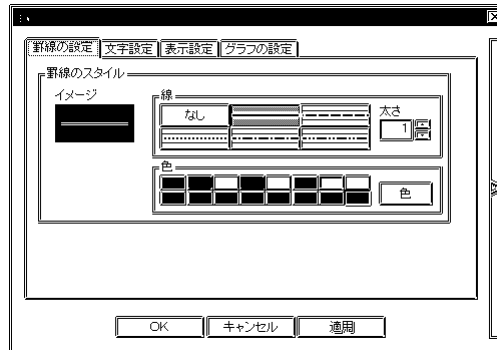 罫線の設定 文字設定 表示設定 グラフの設定
罫線のスタイル
イメージ 線
なし 太さ
1
色
色
OK キャンセル 適用